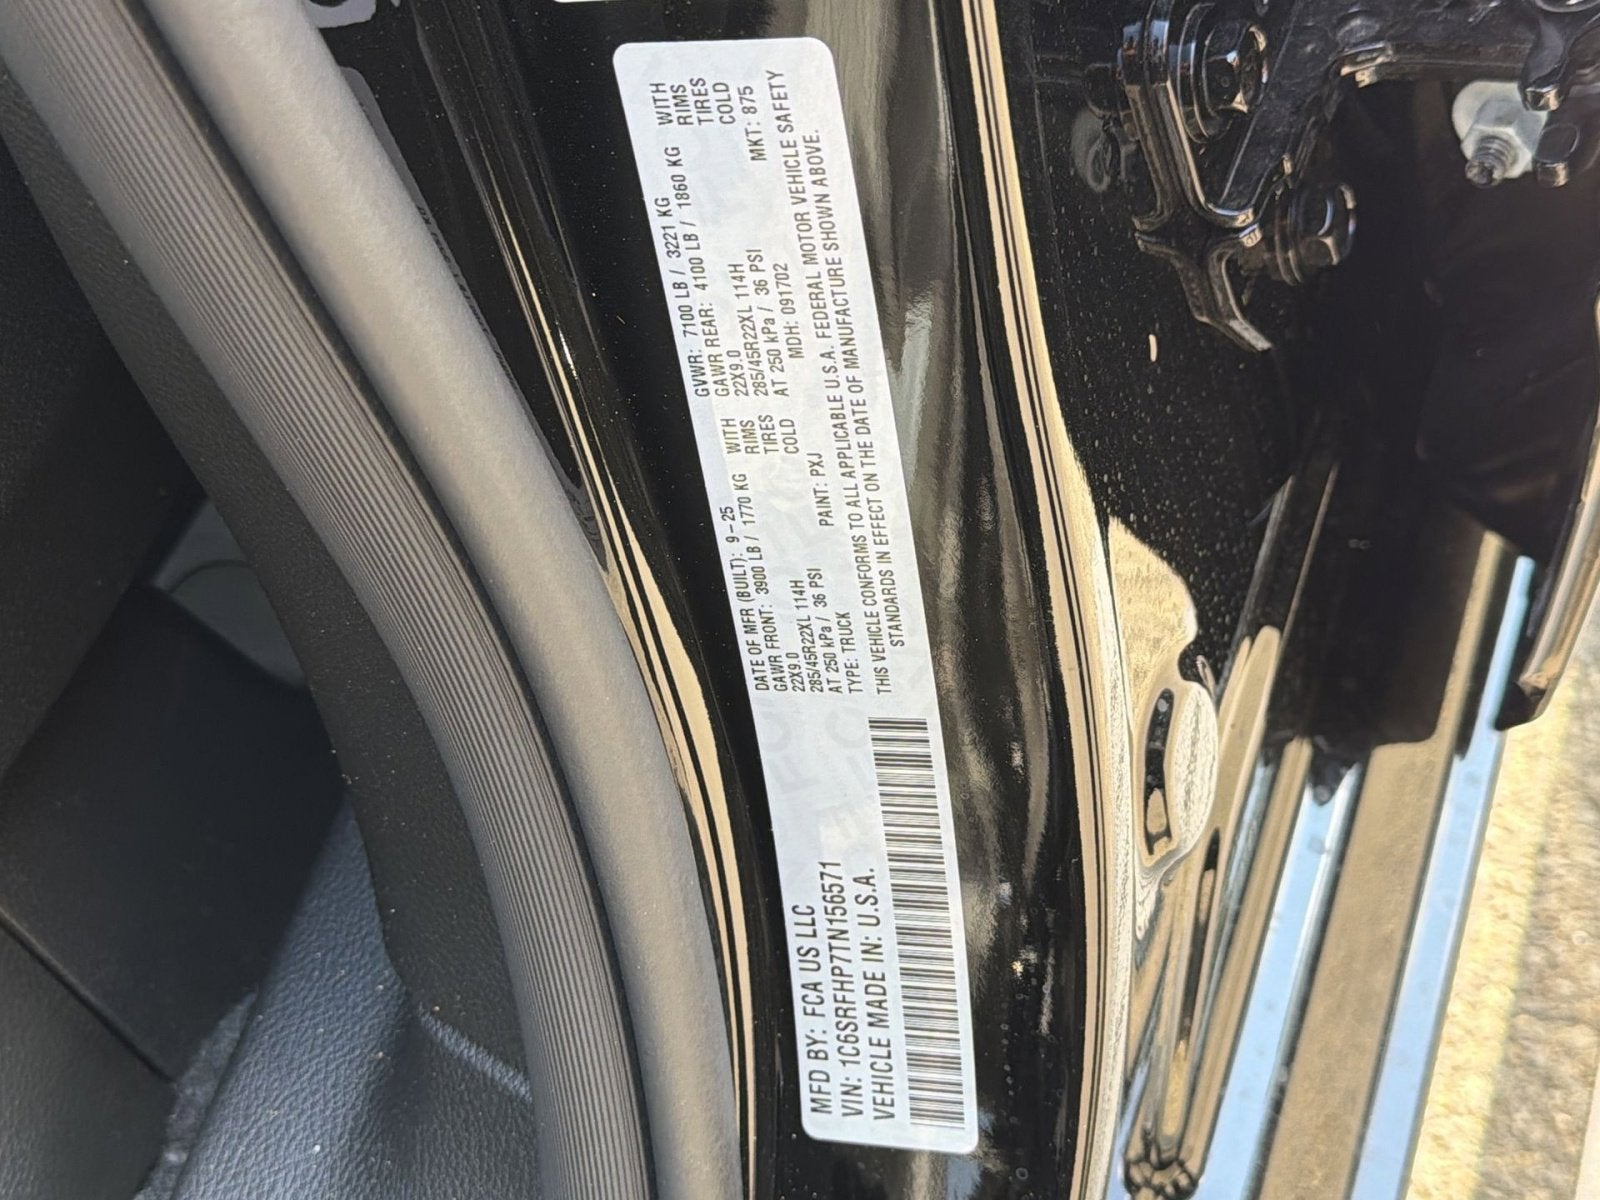 MFD BY: FCA US LLC
VIN: 1C6SRFHP7TN156571
VEHICLE MADE IN: U.S.A.
DATE OF MFR (BUILT): 9-25 GVWR: 7100 LB / 3221 KG
GAWR FRONT: 3900 LB / 1770 KG WITH GAWR REAR: 4100 LB / 1860 KG WITH
22X9.0 RIMS 22X9.0 RIMS
285/45R22XL 114H TIRES 285/45R22XL 114H TIRES
AT 250 kPa / 36 PSI COLD AT 250 kPa / 36 PSI COLD
TYPE: TRUCK PAINT: PXJ MDH: 091702 MKT: 875
THIS VEHICLE CONFORMS TO ALL APPLICABLE U.S.A. FEDERAL MOTOR VEHICLE SAFETY
STANDARDS IN EFFECT ON THE DATE OF MANUFACTURE SHOWN ABOVE.